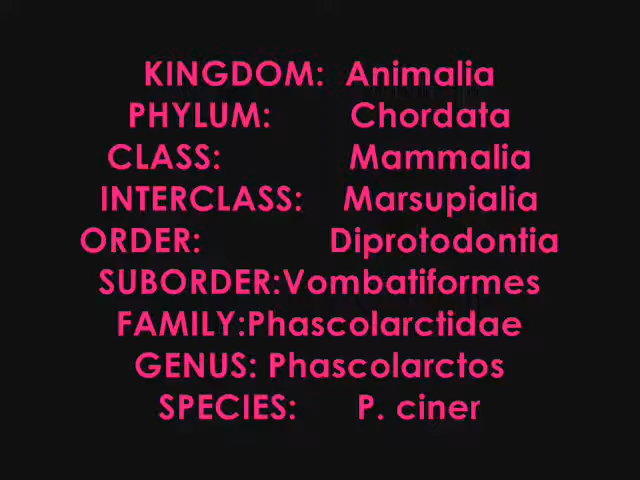 KINGDOM: Animalia
PHYLUM: Chordata
CLASS: Mammalia
INTERCLASS: Marsupialia
ORDER: Diprotodontia
SUBORDER:Vombatiformes
FAMILY:Phascolarctidae
GENUS: Phascolarctos
SPECIES: P. ciner